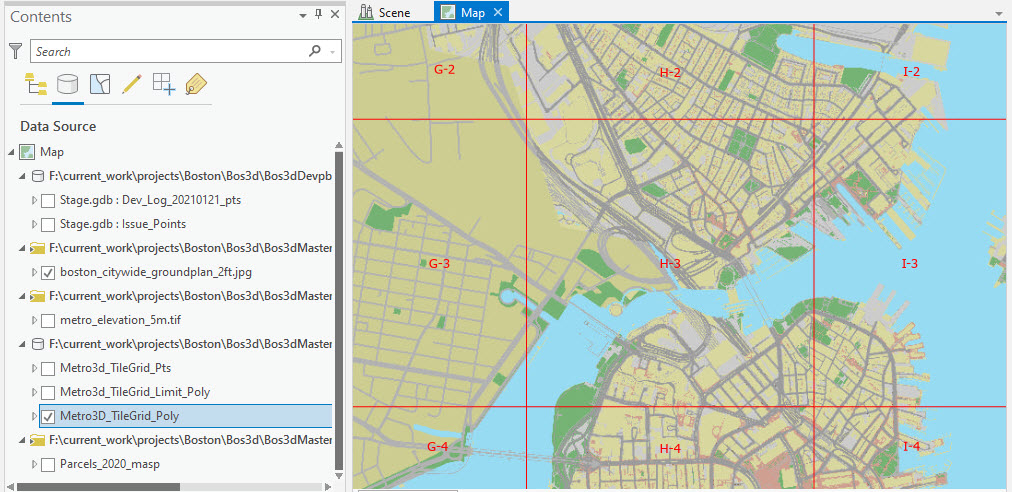 Contents
Search
Data Source
Map
F:\current_work\projects\Boston\Bos3d\Bos3dDevpb
Stage.gdb : Dev_Log_20210121_pts
Stage.gdb : Issue_Points
F:\current_work\projects\Boston\Bos3d\Bos3dMaster
boston_citywide_groundplan_2ft.jpg
F:\current_work\projects\Boston\Bos3d\Bos3dMaster
metro_elevation_5m.tif
F:\current_work\projects\Boston\Bos3d\Bos3dMaster
Metro3d_TileGrid_Pts
Metro3d_TileGrid_Limit_Poly
Metro3D_TileGrid_Poly
F:\current_work\projects\Boston\Bos3d\Bos3dMaster
Parcels_2020_masp
Scene Map
G-2 H-2 I-2
G-3 H-3 I-3
G-4 H-4 I-4